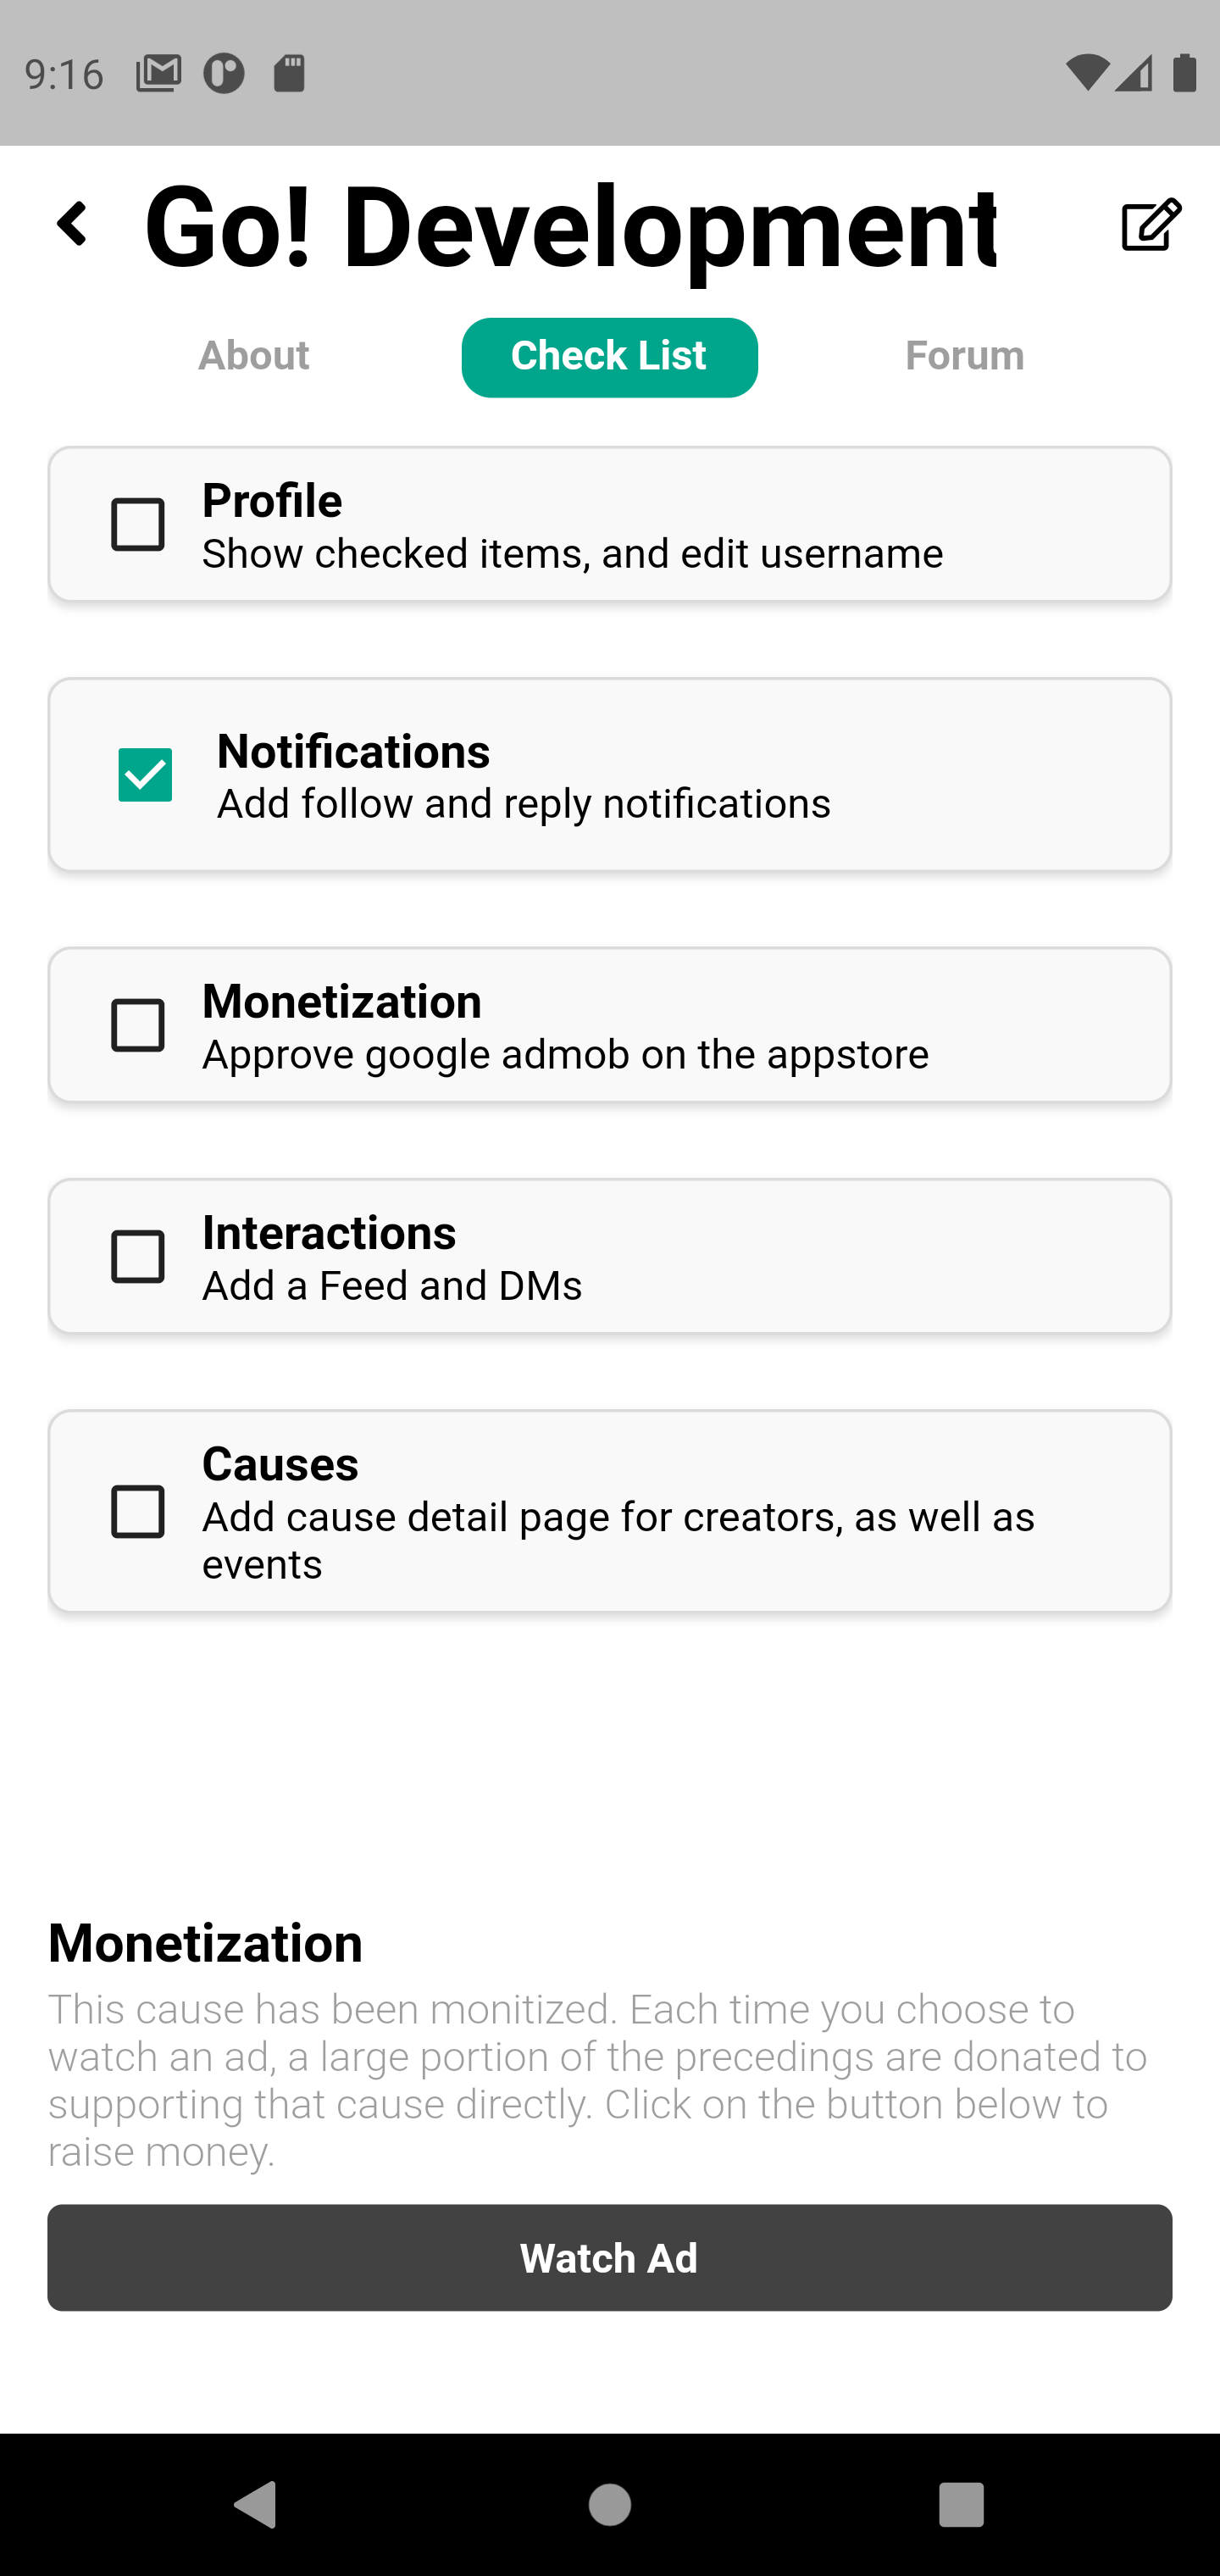 9:16
Go! Development
About
Check List
Forum
Profile
Show checked items, and edit username
Notifications
Add follow and reply notifications
Monetization
Approve google admob on the appstore
Interactions
Add a Feed and DMs
Causes
Add cause detail page for creators, as well as
events
Monetization
This cause has been monitized. Each time you choose to
watch an ad, a large portion of the precedings are donated to
supporting that cause directly. Click on the button below to
raise money.
Watch Ad